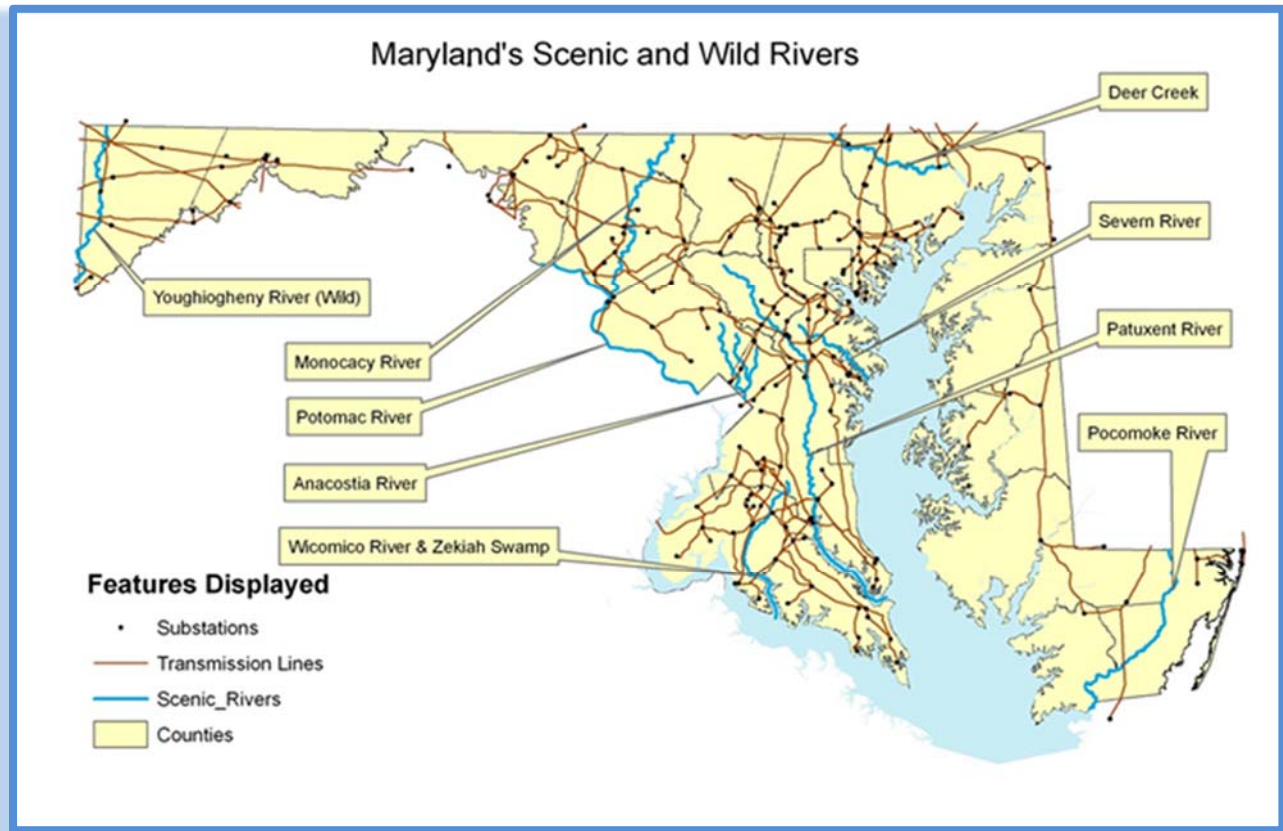 Maryland's Scenic and Wild Rivers
Deer Creek
Severn River
Youghiogheny River (Wild)
Patuxent River
Monocacy River
Potomac River
Pocomoke River
Anacostia River
Wicomico River & Zekiah Swamp
Features Displayed
Substations
Transmission Lines
Scenic_Rivers
Counties